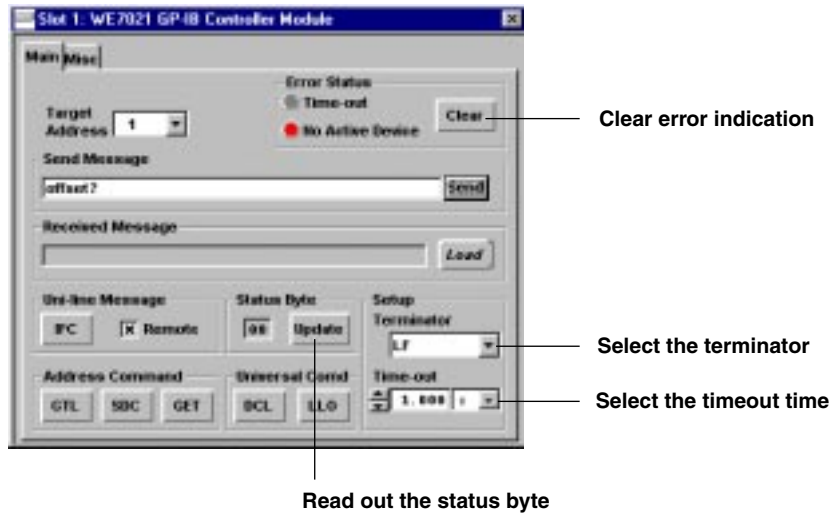 Slot 1: WE7021 GP-IB Controller Module
Main Misc
Error Status
Time-out
Target Address 1
Clear
Clear error indication
No Active Device
Send Message
offset?
Send
Received Message
Load
Uni-line Message
Status Byte
Setup
Terminator
IFC
Remote
00
Update
LF
Select the terminator
Address Command
Universal Comd
Time-out
GTL
SDC
GET
DCL
LLO
1.000
Select the timeout time
Read out the status byte